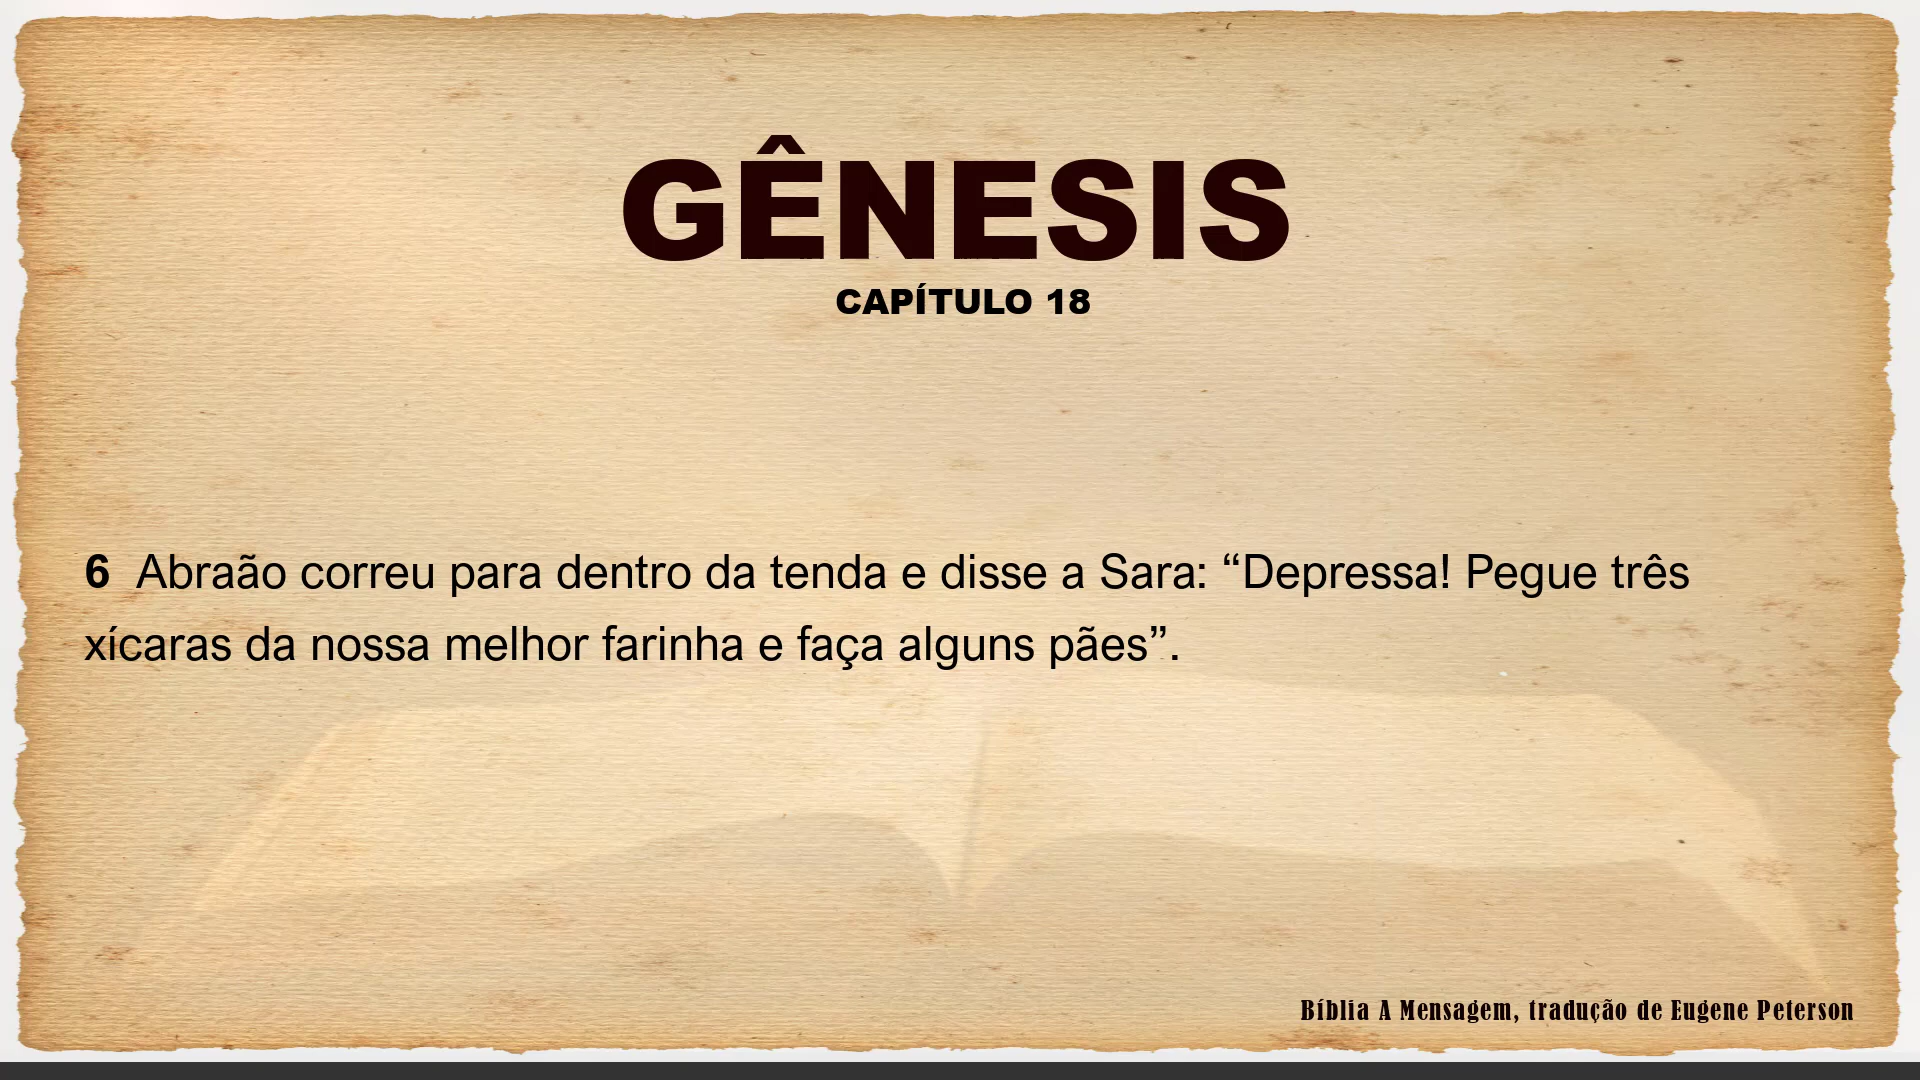 GÊNESIS
CAPÍTULO 18
6 Abraão correu para dentro da tenda e disse a Sara: “Depressa! Pegue três
xícaras da nossa melhor farinha e faça alguns pães”.
Bíblia A Mensagem, tradução de Eugene Peterson